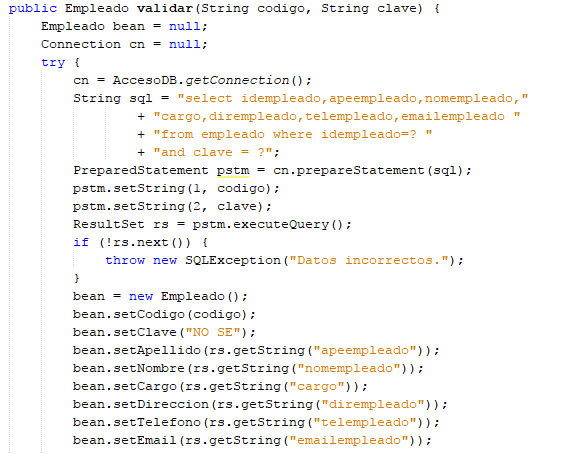 public Empleado validar(String codigo, String clave) {
    Empleado bean = null;
    Connection cn = null;
    try {
        cn = AccesoDB.getConnection();
        String sql = "select idempleado,apeempleado,nomempleado,"
                + "cargo,dirempleado,telempleado,emailempleado "
                + "from empleado where idempleado=? "
                + "and clave = ?";
        PreparedStatement pstm = cn.prepareStatement(sql);
        pstm.setString(1, codigo);
        pstm.setString(2, clave);
        ResultSet rs = pstm.executeQuery();
        if (!rs.next()) {
            throw new SQLException("Datos incorrectos.");
        }
        bean = new Empleado();
        bean.setCodigo(codigo);
        bean.setClave("NO SE");
        bean.setApellido(rs.getString("apeempleado"));
        bean.setNombre(rs.getString("nomempleado"));
        bean.setCargo(rs.getString("cargo"));
        bean.setDireccion(rs.getString("dirempleado"));
        bean.setTelefono(rs.getString("telempleado"));
        bean.setEmail(rs.getString("emailempleado"));